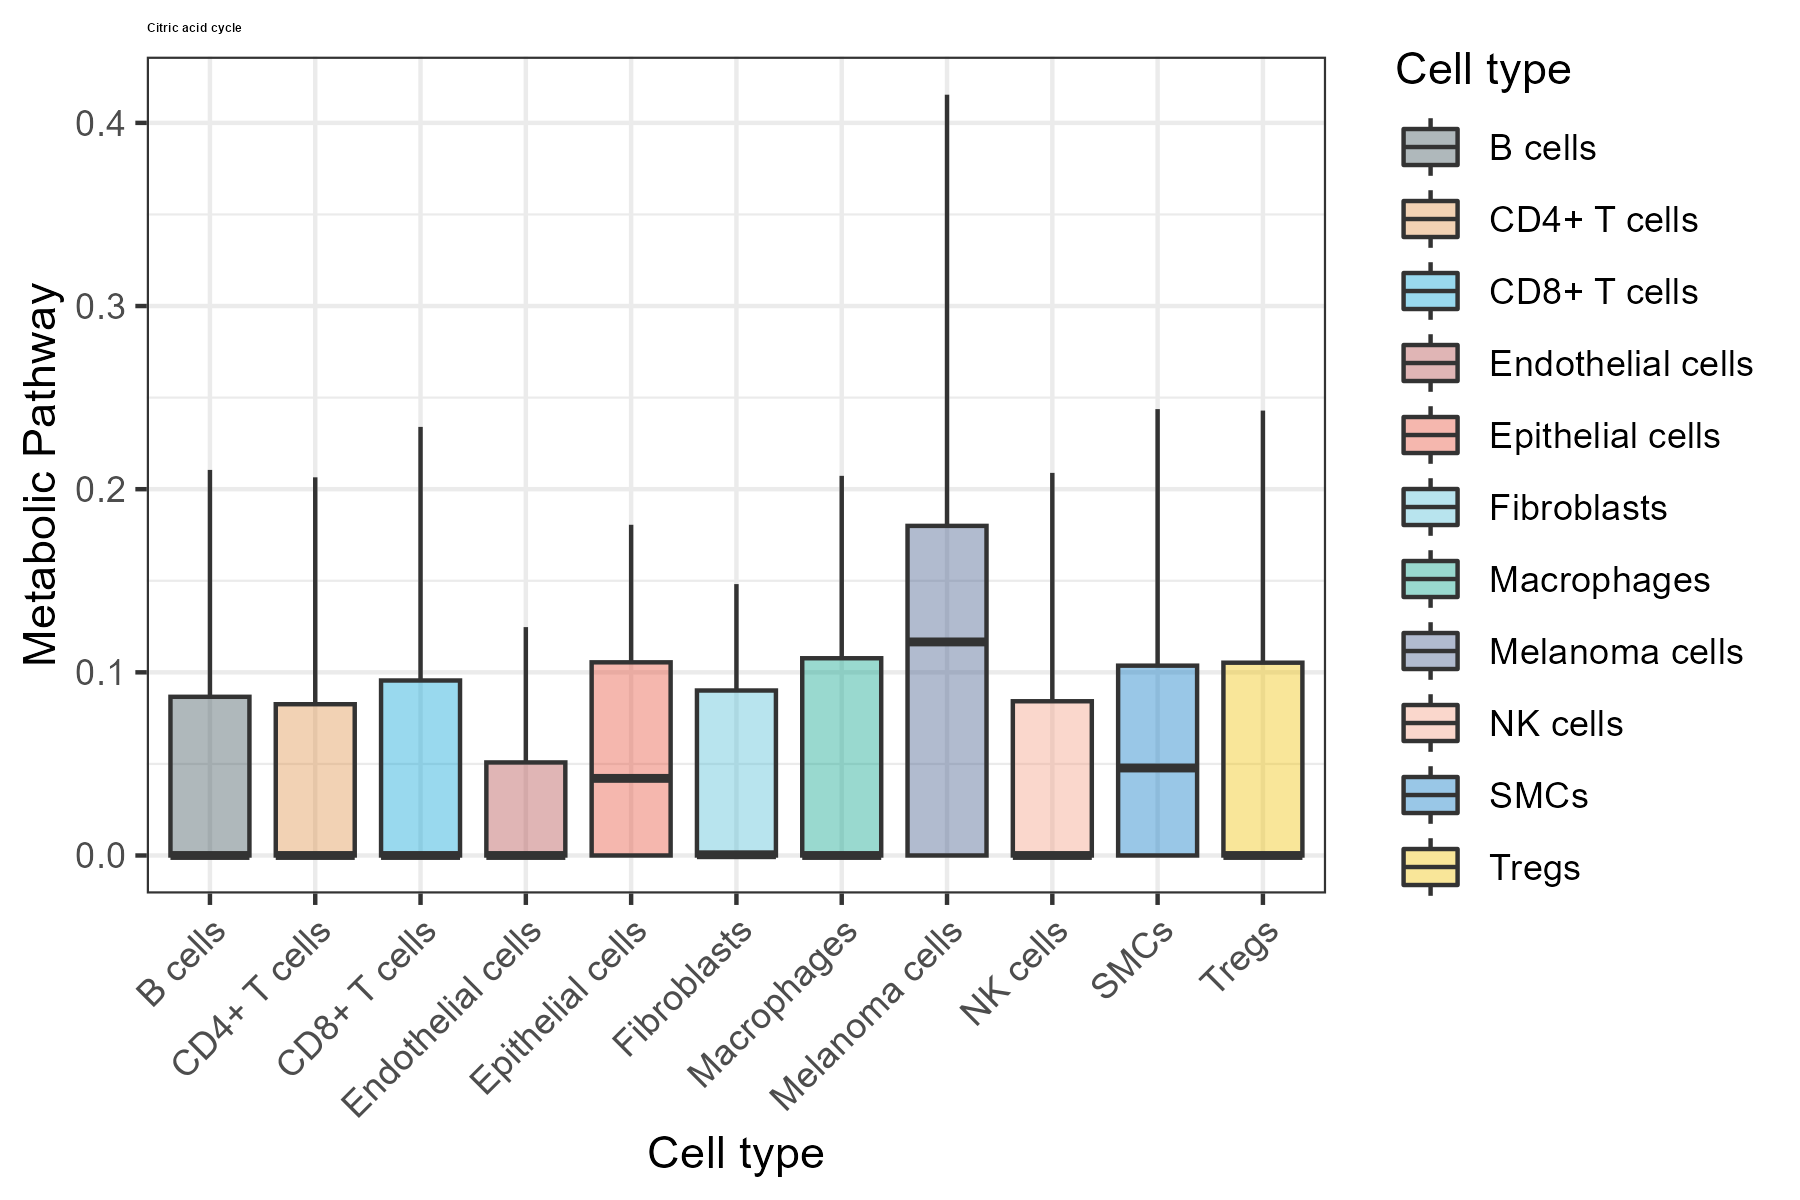 Citric acid cycle
Metabolic Pathway
0.4
0.3
0.2
0.1
0.0
B cells
CD4+ T cells
CD8+ T cells
Endothelial cells
Epithelial cells
Fibroblasts
Macrophages
Melanoma cells
NK cells
SMCs
Tregs
Cell type
Cell type
B cells
CD4+ T cells
CD8+ T cells
Endothelial cells
Epithelial cells
Fibroblasts
Macrophages
Melanoma cells
NK cells
SMCs
Tregs